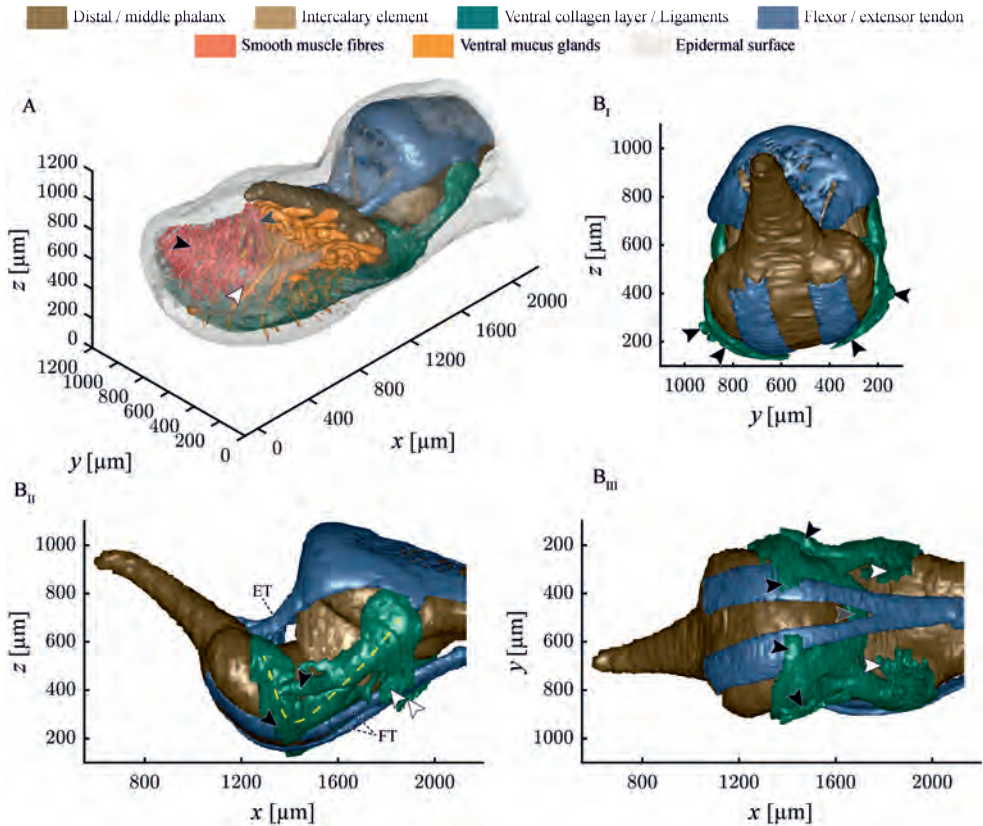 Distal / middle phalanx Intercalary element Ventral collagen layer / Ligaments Flexor / extensor tendon
Smooth muscle fibres Ventral mucus glands Epidermal surface
A
1200
1000
800
600
400
200
0
z [µm]
1200
1000
800
600
400
200
0
y [µm]
0
400
800
1200
1600
2000
x [µm]
BI
1000
800
600
400
200
z [µm]
1000 800 600 400 200
y [µm]
BII
1000
800
600
400
200
z [µm]
ET
FT
800 1200 1600 2000
x [µm]
BIII
200
400
600
800
1000
y [µm]
800 1200 1600 2000
x [µm]